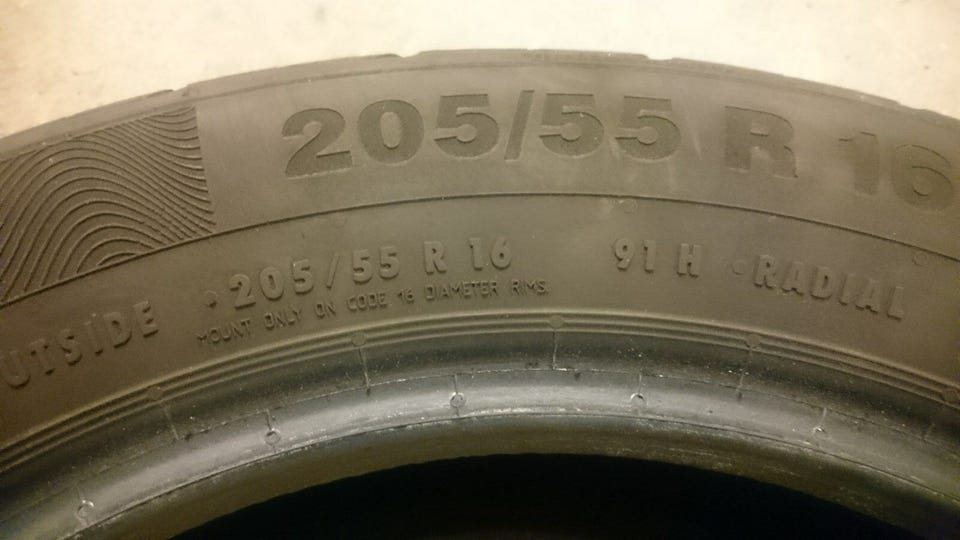 205/55 R 16
UTSIDE 205/55 R 16 91 H RADIAL
MOUNT ONLY ON CODE 16 DIAMETER RIMS.